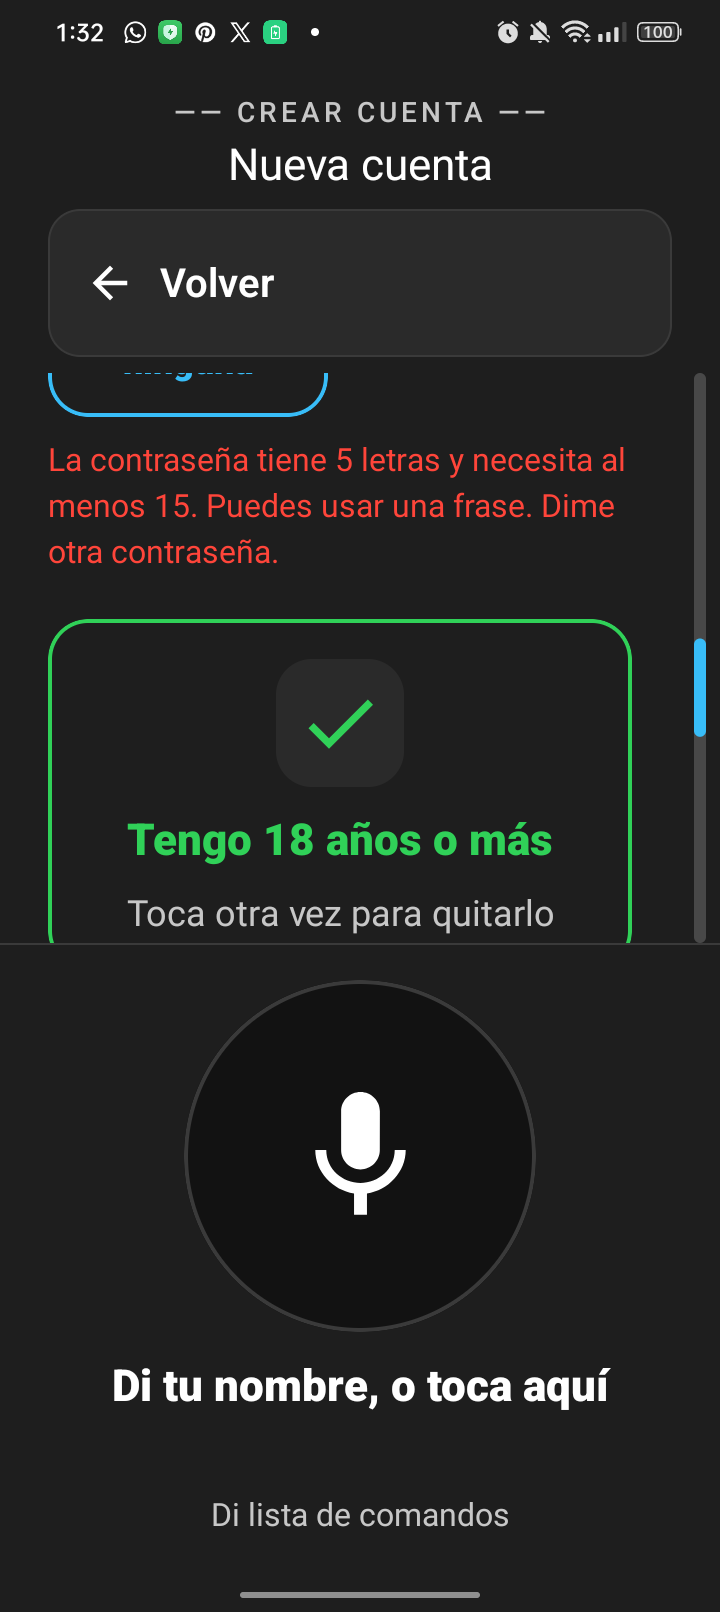 1:32
100
—— CREAR CUENTA ——
Nueva cuenta
Volver
La contraseña tiene 5 letras y necesita al
menos 15. Puedes usar una frase. Dime
otra contraseña.
Tengo 18 años o más
Toca otra vez para quitarlo
Di tu nombre, o toca aquí
Di lista de comandos